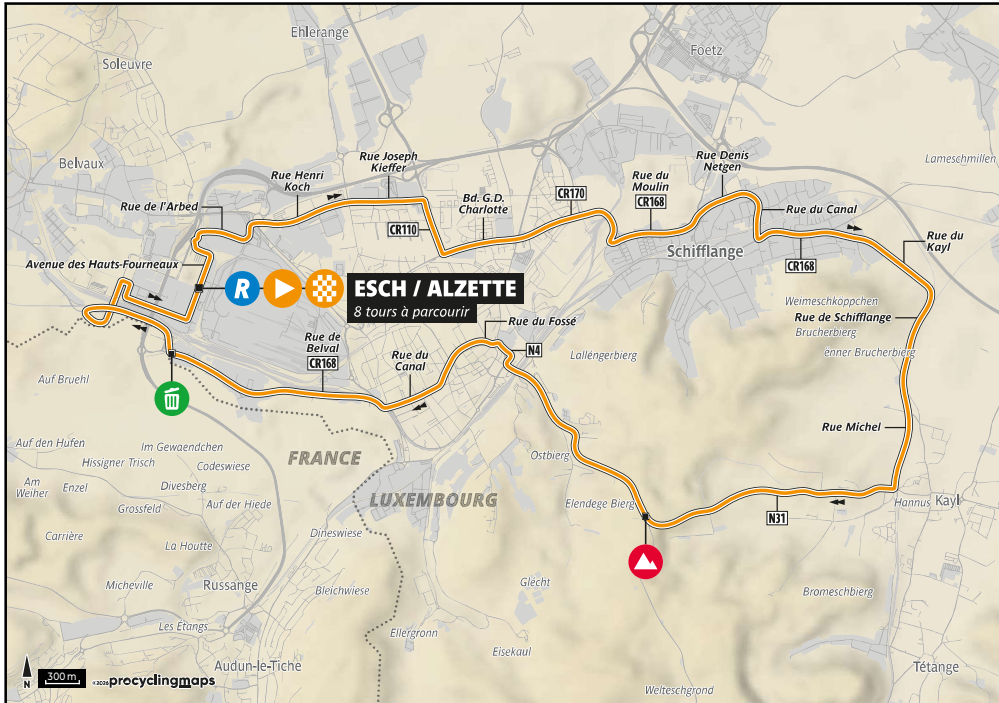 Ehlerange
Foetz
Soleuvre
Belvaux
Lameschmillen
Rue Joseph
Kieffer
Rue Denis
Netgen
Rue Henri
Koch
Rue du
Moulin
CR168
CR170
Bd. G.D.
Charlotte
Rue de l'Arbed
CR110
Rue du Canal
Schifflange
CR168
Rue du
Kayl
Avenue des Hauts-Fourneaux
R
ESCH / ALZETTE
8 tours à parcourir
Weimeschköppchen
Rue de Schifflange
Brucherbierg
enner Brucherbierg
Rue du Fossé
N4
Lalléngerbierg
Rue de
Belval
CR168
Rue du
Canal
Auf Bruehl
Rue Michel
Auf den Hufen
Im Gewaendchen
Hissigner Trisch
Codeswiese
FRANCE
Ostbierg
Am
Weiher
Enzel
Divesberg
Auf der Hiede
Grossfeld
LUXEMBOURG
Elendege Bierg
N31
Hannus
Kayl
Carrière
Dineswiese
La Houtte
Micheville
Russange
Bleichwiese
Glécht
Bromeschbierg
Les Etangs
Ellergronn
Eisekaul
Audun-le-Tiche
Tétange
Welteschgrond
N
300 m
©2026 procyclingmaps